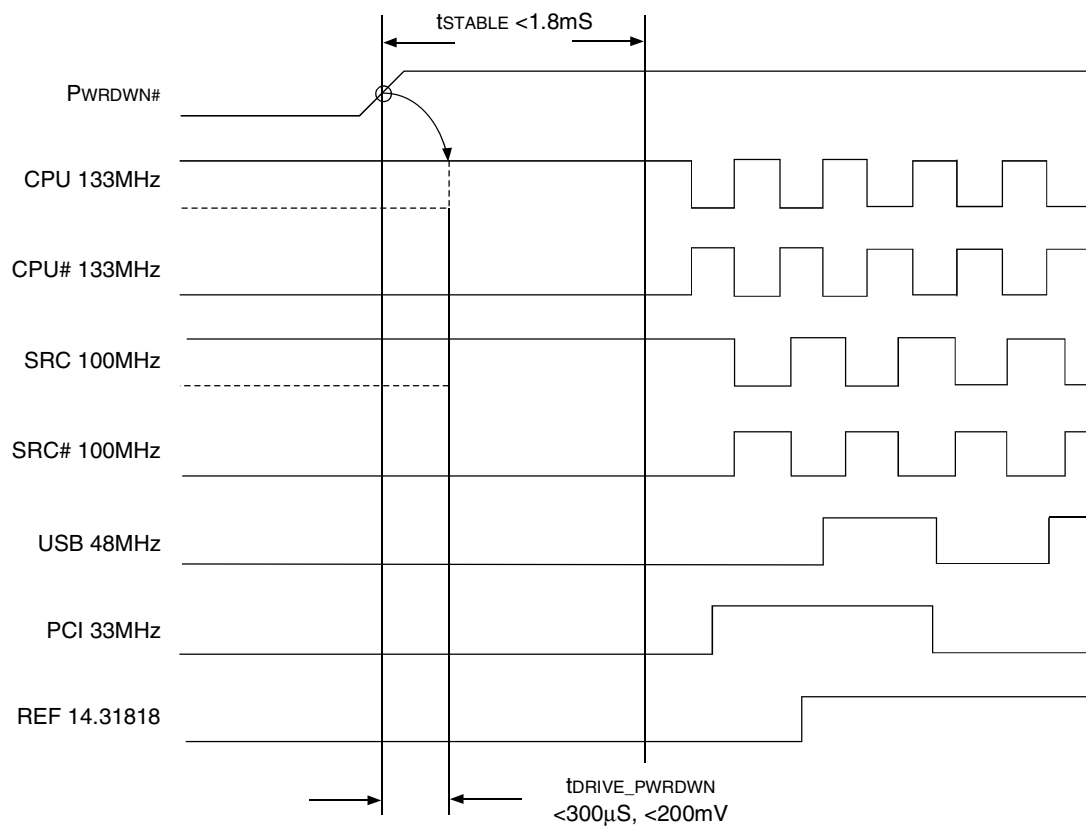 tSTABLE <1.8mS
PWRDWN#
CPU 133MHz
CPU# 133MHz
SRC 100MHz
SRC# 100MHz
USB 48MHz
PCI 33MHz
REF 14.31818
tDRIVE_PWRDWN
<300μS, <200mV